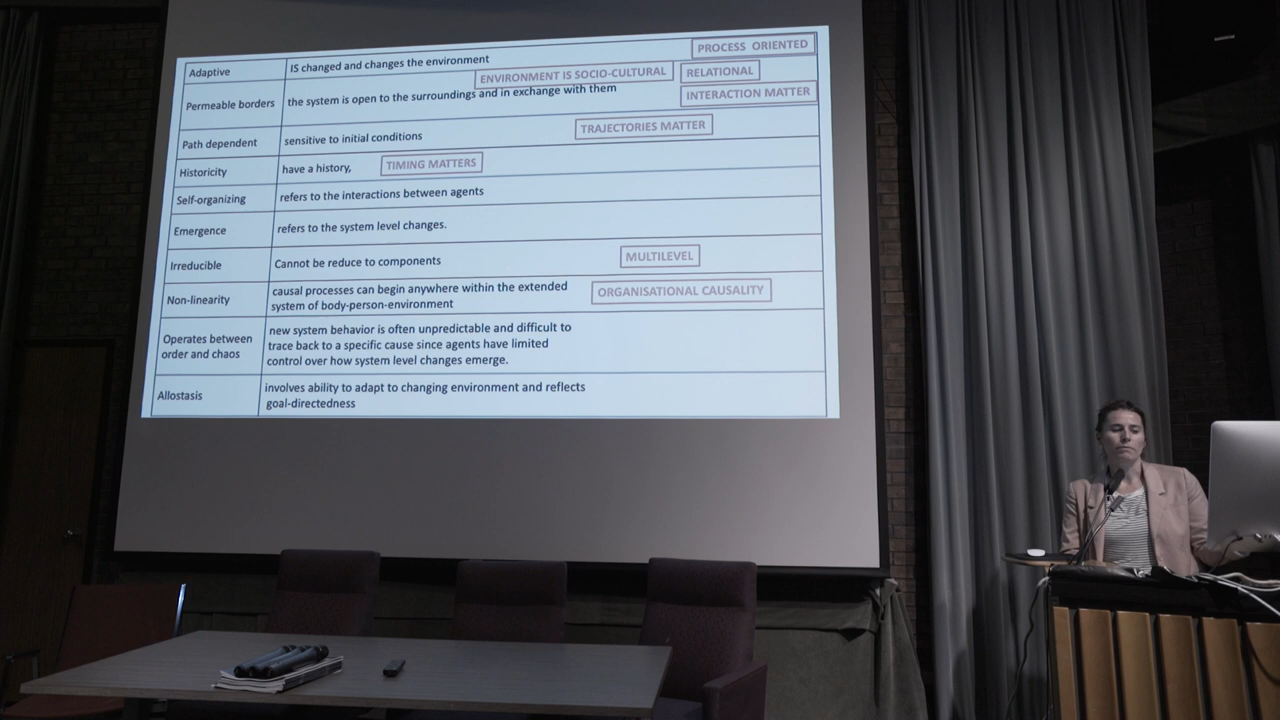 Adaptive
IS changed and changes the environment
PROCESS ORIENTED
ENVIRONMENT IS SOCIO-CULTURAL
RELATIONAL
Permeable borders
the system is open to the surroundings and in exchange with them
INTERACTION MATTER
Path dependent
sensitive to initial conditions
TRAJECTORIES MATTER
Historicity
have a history,
TIMING MATTERS
Self-organizing
refers to the interactions between agents
Emergence
refers to the system level changes.
Irreducible
Cannot be reduce to components
MULTILEVEL
Non-linearity
causal processes can begin anywhere within the extended
system of body-person-environment
ORGANISATIONAL CAUSALITY
Operates between
order and chaos
new system behavior is often unpredictable and difficult to
trace back to a specific cause since agents have limited
control over how system level changes emerge.
Allostasis
involves ability to adapt to changing environment and reflects
goal-directedness